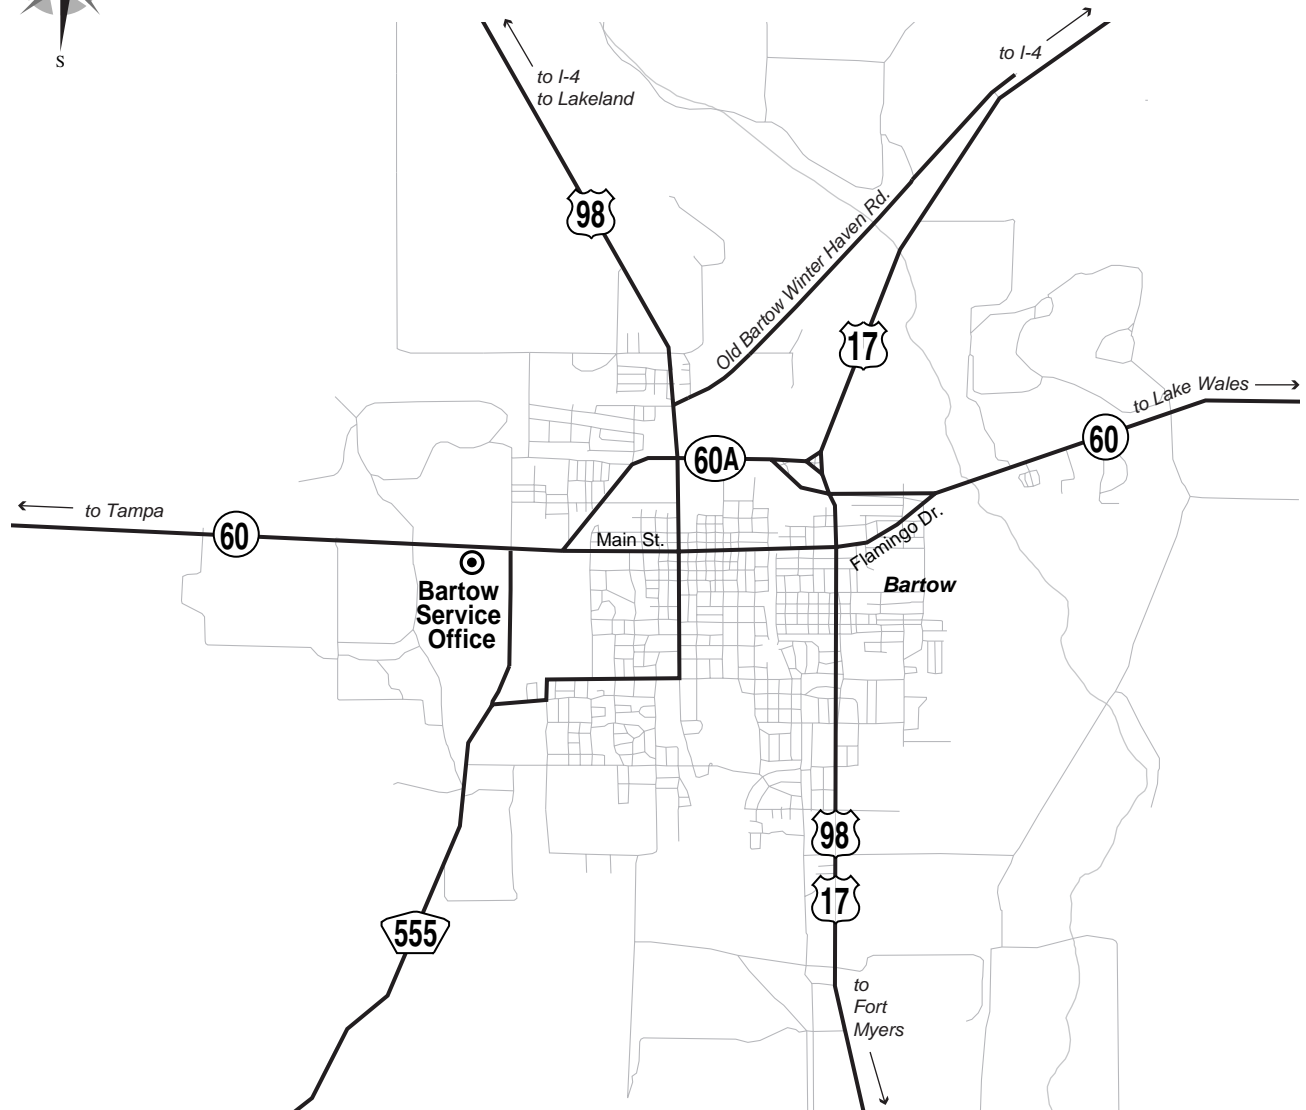 S
to I-4
to Lakeland
to I-4
98
Old Bartow Winter Haven Rd.
17
to Lake Wales
60
60A
to Tampa
60
Main St.
Flamingo Dr.
Bartow
Bartow
Service
Office
98
17
555
to
Fort
Myers